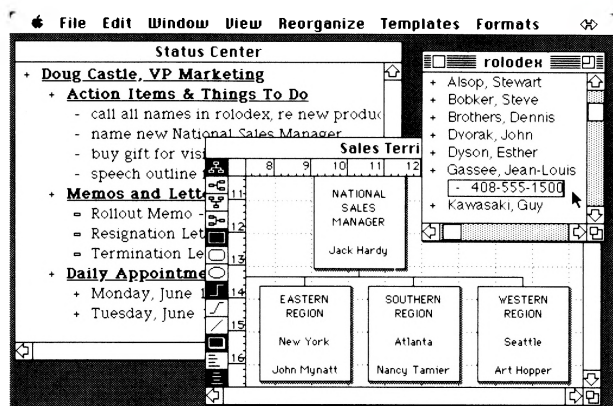 File Edit Window View Reorganize Templates Formats
Status Center
+ Doug Castle, VP Marketing
+ Action Items & Things To Do
- call all names in rolodex, re new produc
- name new National Sales Manager
- buy gift for vis
- speech outline
+ Memos and Lett
Rollout Memo -
Resignation Let
Termination Le
+ Daily Appointme
+ Monday, June
+ Tuesday, June
Sales Terri
8 9 10 11 12
11
13
14
15
16
NATIONAL
SALES
MANAGER
Jack Hardy
EASTERN
REGION
New York
John Mynatt
SOUTHERN
REGION
Atlanta
Nancy Tamier
WESTERN
REGION
Seattle
Art Hopper
rolodex
+ Alsop, Stewart
+ Bobker, Steve
+ Brothers, Dennis
+ Dvorak, John
+ Dyson, Esther
+ Gassee, Jean-Louis
- 408-555-1500
+ Kawasaki, Guy